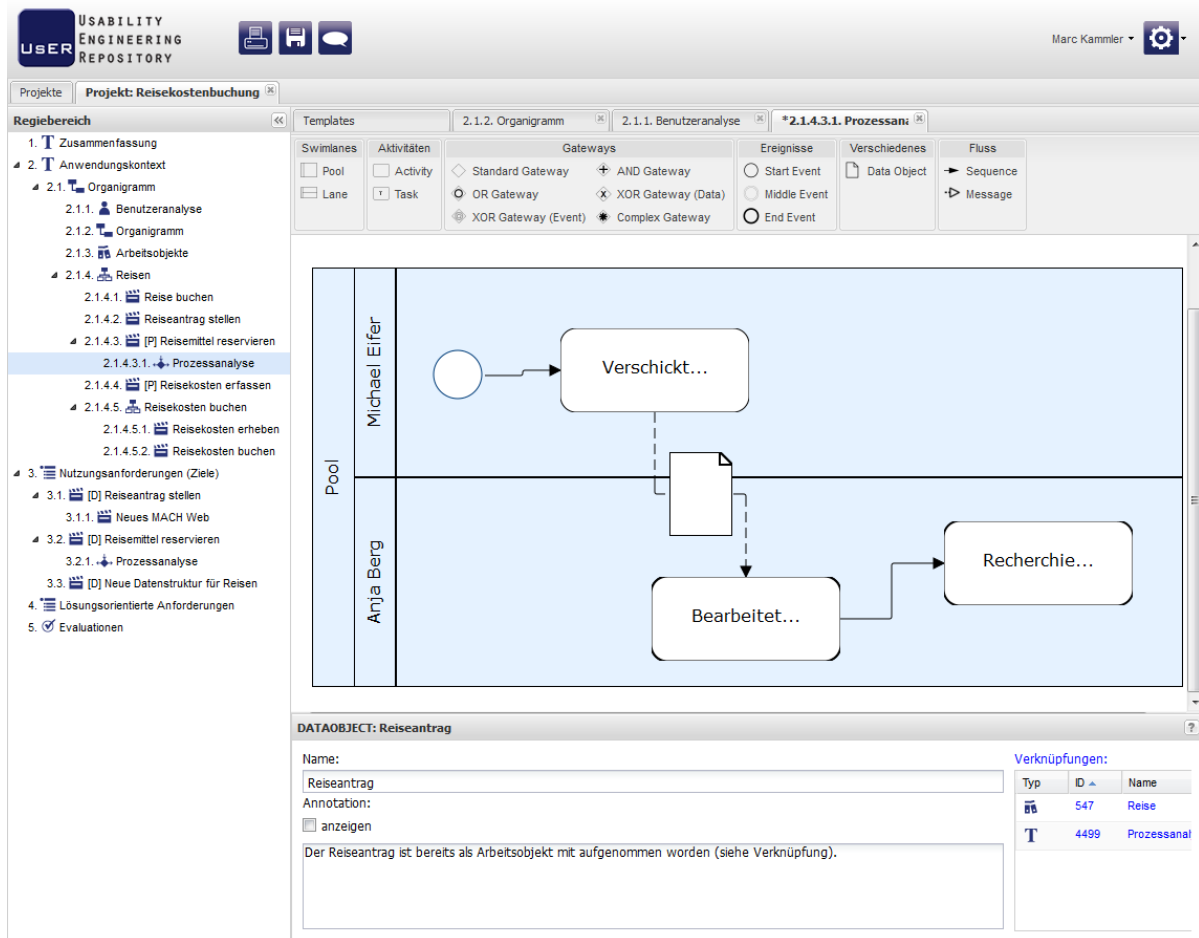 USABILITY
ENGINEERING
REPOSITORY
UsER
Marc Kammler
Projekte
Projekt: Reisekostenbuchung
Regiebereich
1. T Zusammenfassung
2. T Anwendungskontext
2.1. Organigramm
2.1.1. Benutzeranalyse
2.1.2. Organigramm
2.1.3. Arbeitsobjekte
2.1.4. Reisen
2.1.4.1. Reise buchen
2.1.4.2. Reiseantrag stellen
2.1.4.3. [P] Reisemittel reservieren
2.1.4.3.1. Prozessanalyse
2.1.4.4. [P] Reisekosten erfassen
2.1.4.5. Reisekosten buchen
2.1.4.5.1. Reisekosten erheben
2.1.4.5.2. Reisekosten buchen
3. Nutzungsanforderungen (Ziele)
3.1. [D] Reiseantrag stellen
3.1.1. Neues MACH Web
3.2. [D] Reisemittel reservieren
3.2.1. Prozessanalyse
3.3. [D] Neue Datenstruktur für Reisen
4. Lösungsorientierte Anforderungen
5. Evaluationen
Templates
2.1.2. Organigramm
2.1.1. Benutzeranalyse
*2.1.4.3.1. Prozessana
Swimlanes
Pool
Lane
Aktivitäten
Activity
Task
Gateways
Standard Gateway
AND Gateway
OR Gateway
XOR Gateway (Data)
XOR Gateway (Event)
Complex Gateway
Ereignisse
Start Event
Middle Event
End Event
Verschiedenes
Data Object
Fluss
Sequence
Message
Pool
Michael Eifer
Verschickt...
Anja Berg
Bearbeitet...
Recherchie...
DATAOBJECT: Reiseantrag
?
Name:
Reiseantrag
Annotation:
anzeigen
Der Reiseantrag ist bereits als Arbeitsobjekt mit aufgenommen worden (siehe Verknüpfung).
Verknüpfungen:
Typ ID Name
547 Reise
T 4499 Prozessanal